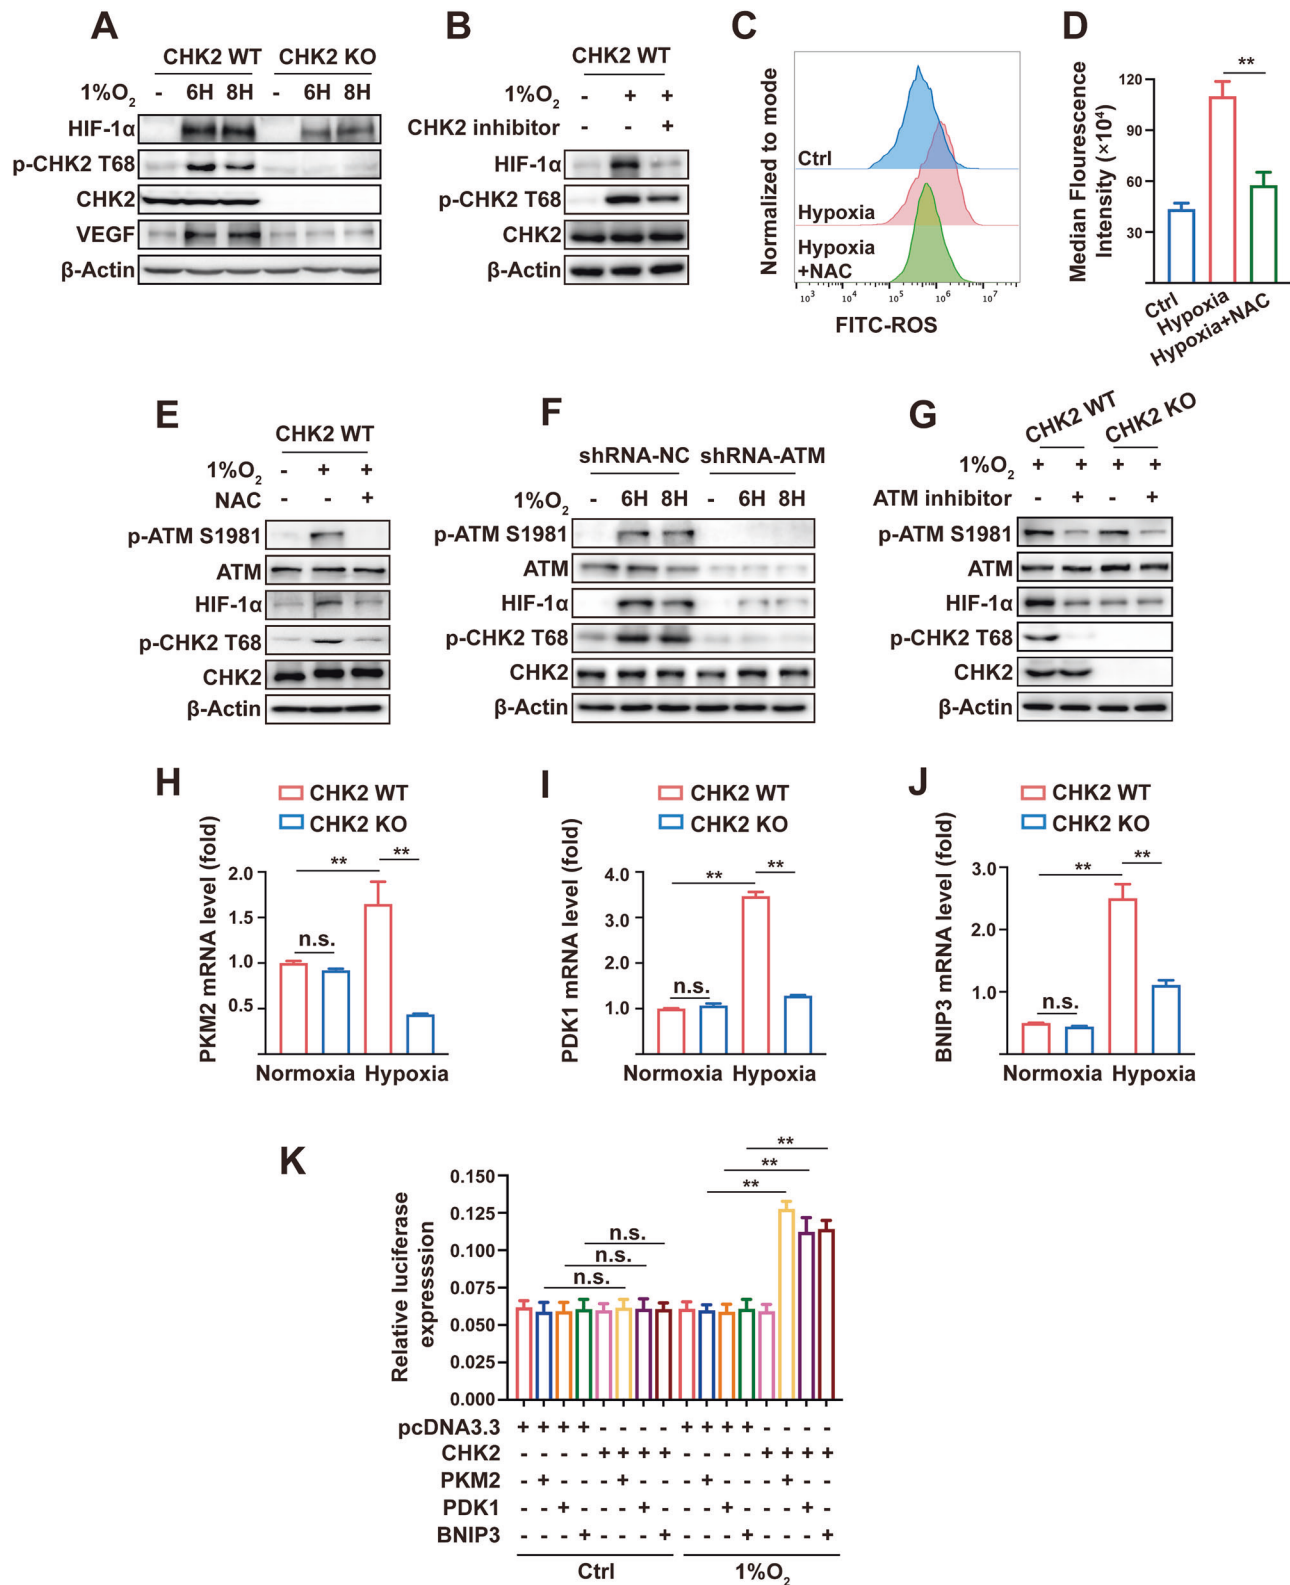 A
CHK2 WT CHK2 KO
1%O2 - 6H 8H - 6H 8H
HIF-1α
p-CHK2 T68
CHK2
VEGF
β-Actin
B
CHK2 WT
1%O2 - + +
CHK2 inhibitor - - +
HIF-1α
p-CHK2 T68
CHK2
β-Actin
C
Normalized to mode
Ctrl
Hypoxia
Hypoxia
+NAC
10³ 10⁴ 10⁵ 10⁶ 10⁷
FITC-ROS
D
Median Flourescence
Intensity (×10⁴)
120
90
60
30
**
Ctrl
Hypoxia
Hypoxia+NAC
E
CHK2 WT
1%O2 - + +
NAC - - +
p-ATM S1981
ATM
HIF-1α
p-CHK2 T68
CHK2
β-Actin
F
shRNA-NC shRNA-ATM
1%O2 - 6H 8H - 6H 8H
p-ATM S1981
ATM
HIF-1α
p-CHK2 T68
CHK2
β-Actin
G
CHK2 WT
CHK2 KO
1%O2 + + + +
ATM inhibitor - + - +
p-ATM S1981
ATM
HIF-1α
p-CHK2 T68
CHK2
β-Actin
H
CHK2 WT
CHK2 KO
PKM2 mRNA level (fold)
2.0
1.5
1.0
0.5
n.s.
**
**
Normoxia Hypoxia
I
CHK2 WT
CHK2 KO
PDK1 mRNA level (fold)
4.0
3.0
2.0
1.0
n.s.
**
**
Normoxia Hypoxia
J
CHK2 WT
CHK2 KO
BNIP3 mRNA level (fold)
3.0
2.0
1.0
n.s.
**
**
Normoxia Hypoxia
K
Relative luciferase
expresssion
0.150
0.125
0.100
0.075
0.050
0.025
0.000
n.s.
n.s.
n.s.
**
**
**
pcDNA3.3 + + + + - - - - + + + + - - - -
CHK2 - - - - + + + + - - - - + + + +
PKM2 - + - - - + - - - + - - - + - -
PDK1 - - + - - - + - - - + - - - + -
BNIP3 - - - + - - - + - - - + - - - +
Ctrl 1%O2